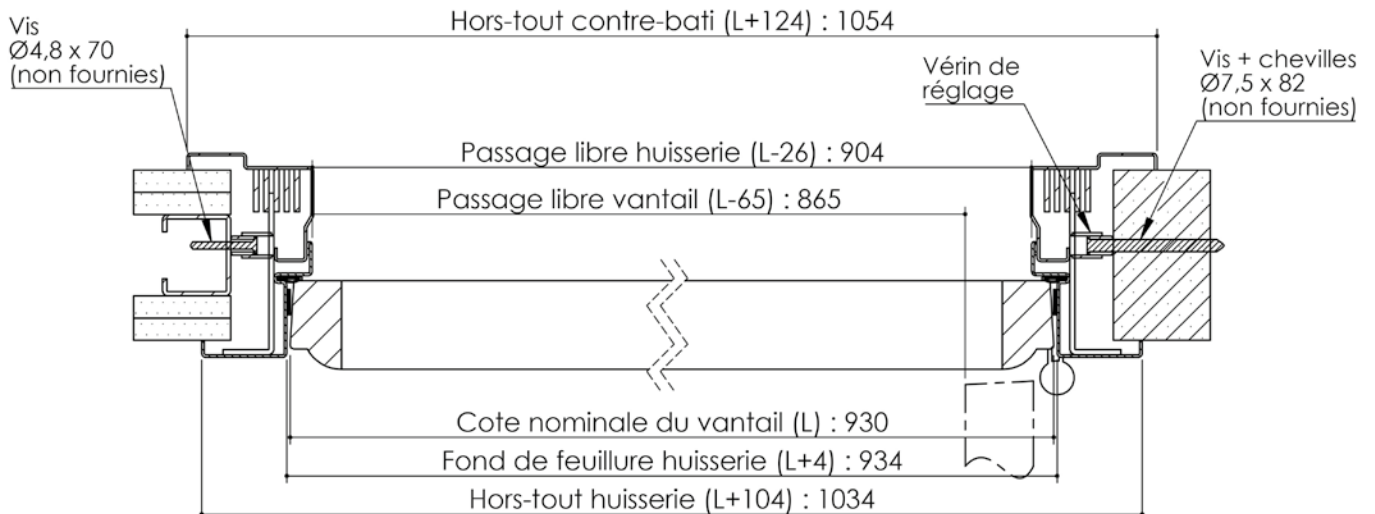 Hors-tout contre-bati (L+124) : 1054
Vis
Ø4,8 x 70
(non fournies)
Vérin de
réglage
Vis + chevilles
Ø7,5 x 82
(non fournies)
Passage libre huisserie (L-26) : 904
Passage libre vantail (L-65) : 865
Cote nominale du vantail (L) : 930
Fond de feuillure huisserie (L+4) : 934
Hors-tout huisserie (L+104) : 1034